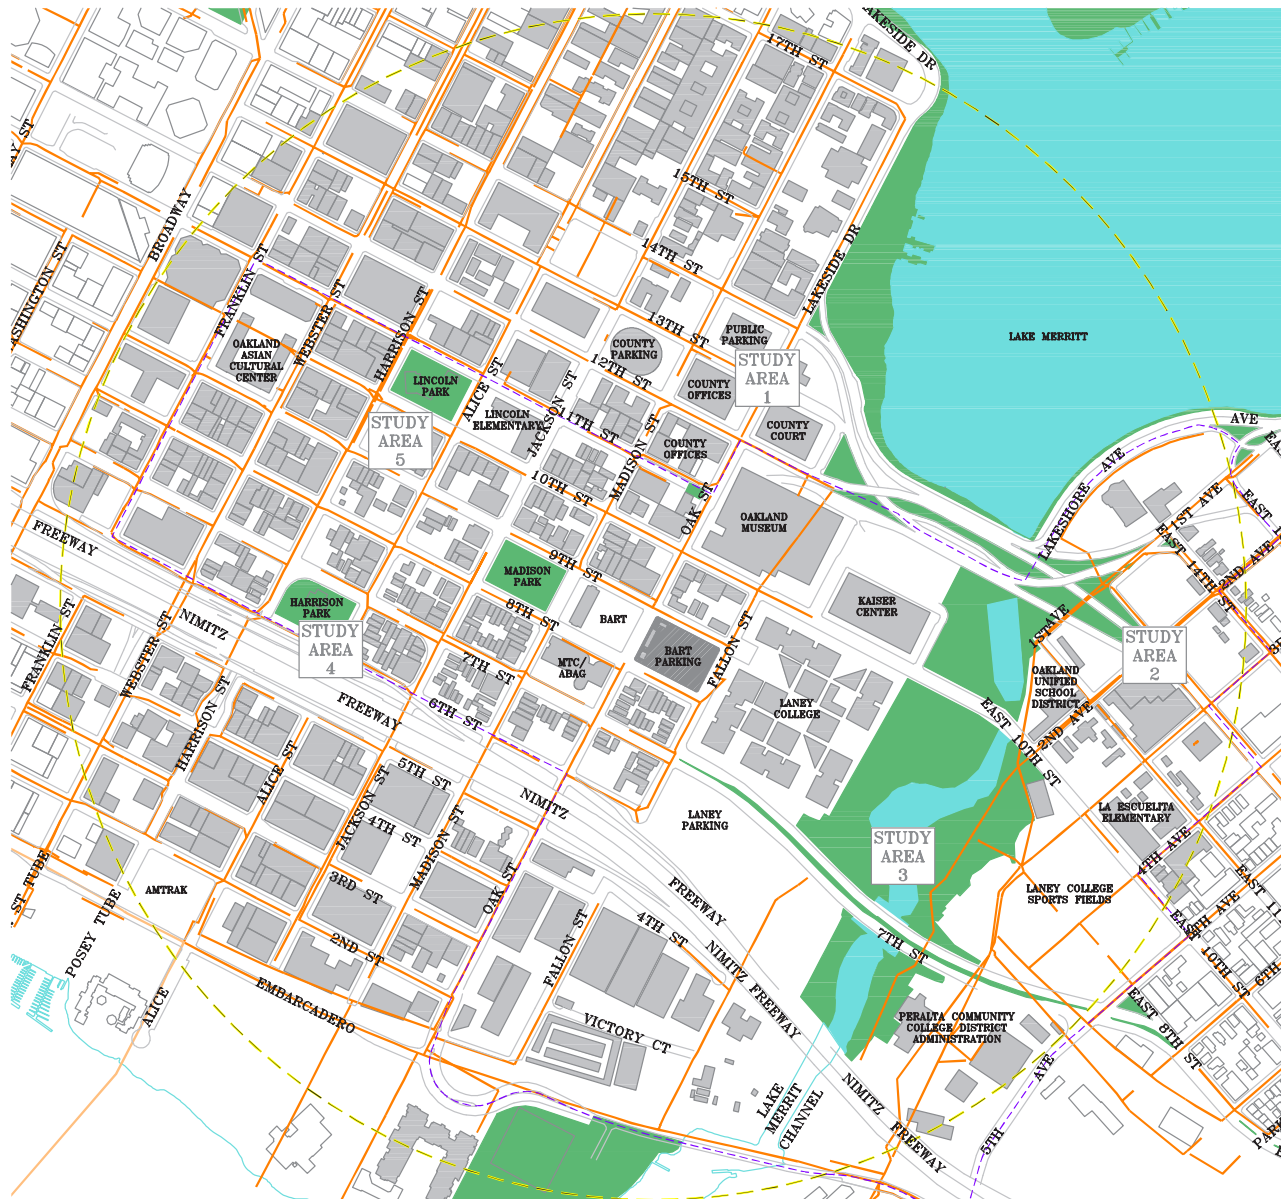 LAKESIDE DR
17TH ST
15TH ST
14TH ST
BROADWAY
LAKESIDE DR
FRANKLIN ST
WEBSTER ST
HARRISON ST
13TH ST
PUBLIC
PARKING
COUNTY
PARKING
12TH ST
LAKE MERRITT
OAKLAND
ASIAN
CULTURAL
CENTER
STUDY
AREA
1
COUNTY
OFFICES
LINCOLN
PARK
ALICE ST
LINCOLN
ELEMENTARY
JACKSON ST
11TH ST
STUDY
AREA
5
COUNTY
COURT
COUNTY
OFFICES
MADISON ST
10TH ST
OAK ST
AVE
LAKESHORE AVE
1ST AVE
EAST 14TH ST
2ND AVE
OAKLAND
MUSEUM
FREEWAY
NIMITZ
9TH ST
MADISON
PARK
8TH ST
BART
HARRISON
PARK
STUDY
AREA
4
KAISER
CENTER
BART
PARKING
FALLON ST
MTC/
ABAG
7TH ST
6TH ST
FREEWAY
1ST AVE
STUDY
AREA
2
OAKLAND
UNIFIED
SCHOOL
DISTRICT
2ND AVE
LANEY
COLLEGE
EAST 10TH ST
FRANKLIN ST
WEBSTER ST
HARRISON ST
ALICE ST
JACKSON ST
5TH ST
4TH ST
MADISON ST
NIMITZ
LANEY
PARKING
LA ESCUELITA
ELEMENTARY
4TH AVE
STUDY
AREA
3
AMTRAK
3RD ST
OAK ST
FREEWAY
LANEY COLLEGE
SPORTS FIELDS
POSEY TUBE
2ND ST
FALLON ST
4TH ST
7TH ST
EAST 10TH ST
ALICE
EMBARCADERO
VICTORY CT
NIMITZ FREEWAY
PERALTA COMMUNITY
COLLEGE DISTRICT
ADMINISTRATION
EAST 8TH ST
5TH AVE
LAKE
MERRIT
CHANNEL
NIMITZ FREEWAY